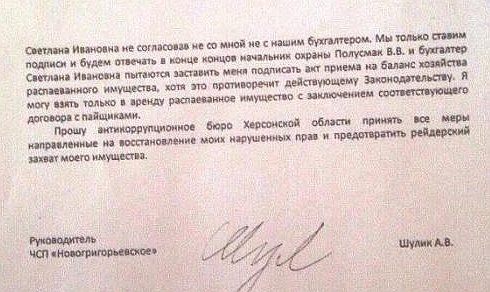 Светлана Ивановна не согласовав не со мной не с нашим бухгалтером. Мы только ставим
подписи и будем отвечать в конце концов начальник охраны Полусмак В.В. и бухгалтер
Светлана Ивановна пытаются заставить меня подписать акт приема на баланс хозяйства
распаеванного имущества, хотя это противоречит действующему Законодательству. Я
могу взять только в аренду распаеванное имущество с заключением соответствующего
договора с пайщиками.
Прошу антикоррупционное бюро Херсонской области принять все меры
направленные на восстановление моих нарушенных прав и предотвратить рейдерский
захват моего имущества.
Руководитель
ЧСП «Новогригорьевское»
Шулик А.В.